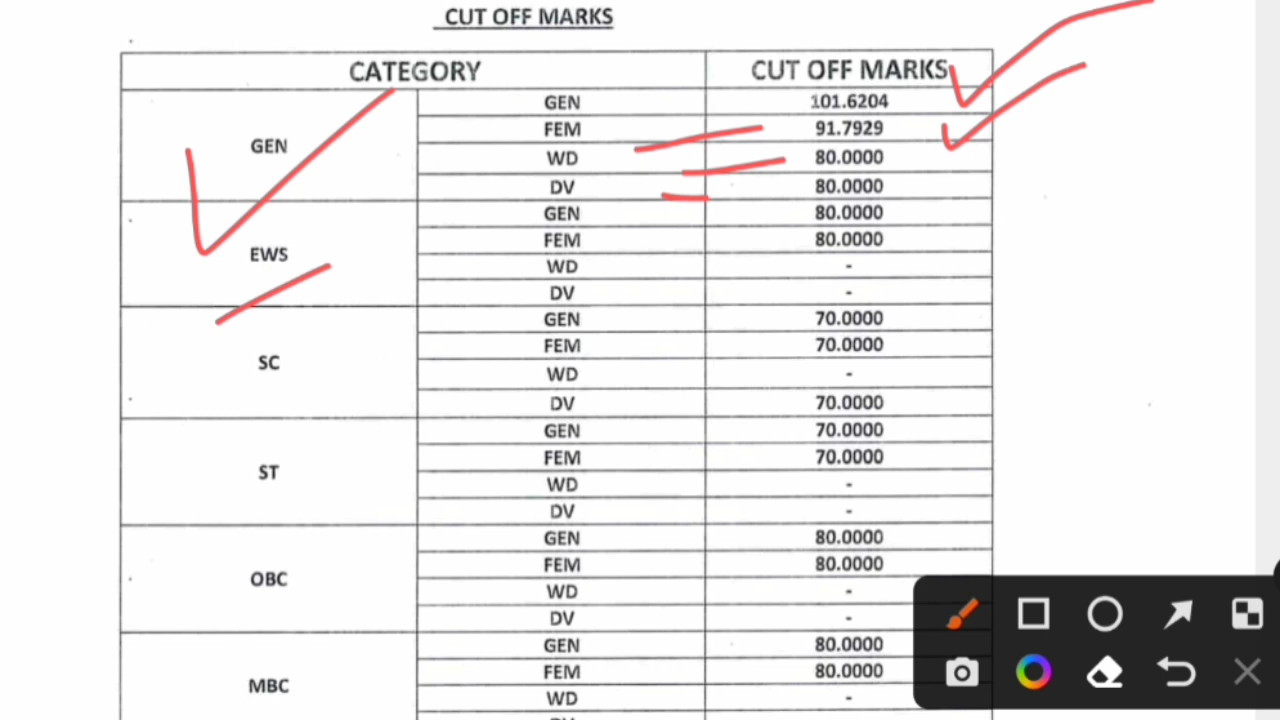 CUT OFF MARKS
CATEGORY CUT OFF MARKS
GEN GEN 101.6204
FEM 91.7929
WD 80.0000
DV 80.0000
EWS GEN 80.0000
FEM 80.0000
WD -
DV -
SC GEN 70.0000
FEM 70.0000
WD -
DV 70.0000
ST GEN 70.0000
FEM 70.0000
WD -
DV -
OBC GEN 80.0000
FEM 80.0000
WD -
DV -
MBC GEN 80.0000
FEM 80.0000
WD -